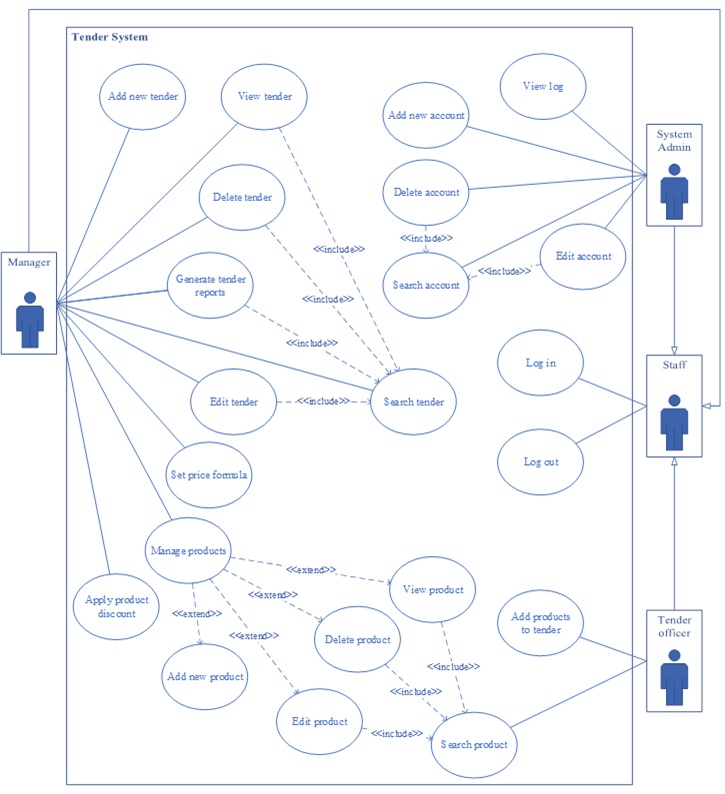 Tender System
Add new tender
View tender
View log
Add new account
System
Admin
Delete tender
Delete account
<<include>>
<<include>>
Manager
Generate tender
reports
Search account
<<include>>
Edit account
<<include>>
<<include>>
Log in
Staff
Edit tender
<<include>>
Search tender
Set price formula
Log out
Manage products
<<extend>>
View product
Apply product
discount
<<extend>>
<<extend>>
Delete product
Add products
to tender
Tender
officer
<<extend>>
Add new product
<<include>>
<<include>>
Edit product
<<include>>
Search product